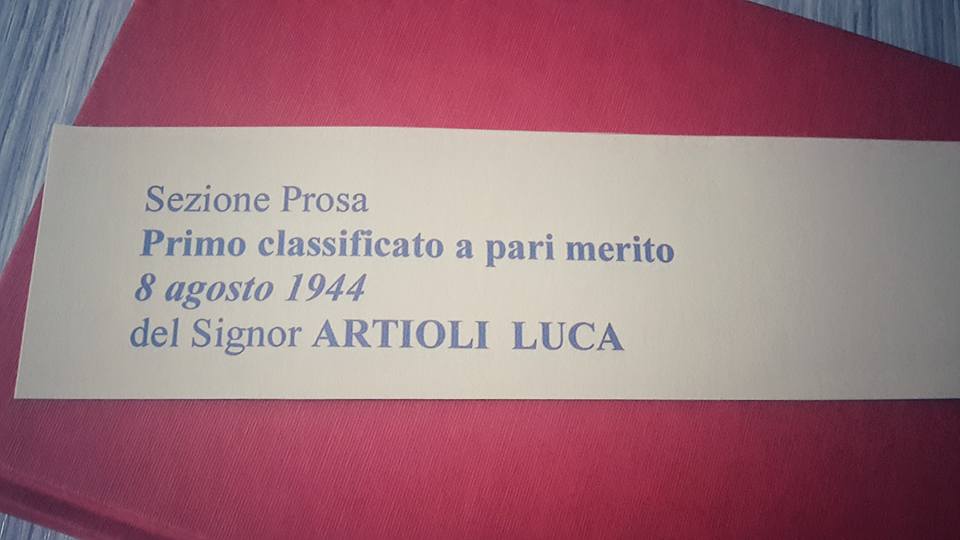 Sezione Prosa
Primo classificato a pari merito
8 agosto 1944
del Signor ARTIOLI LUCA